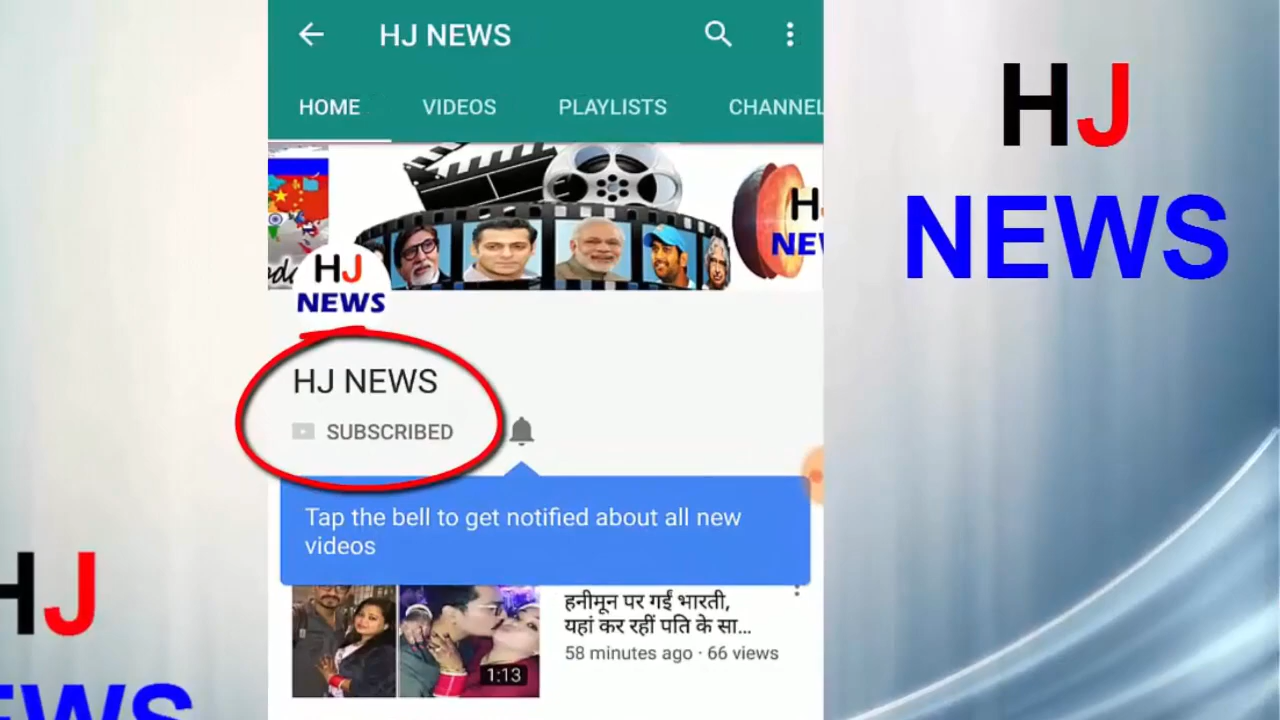 HJ NEWS
HOME VIDEOS PLAYLISTS CHANNEL
HJ
NEWS
HJ
NEWS
HJ NEWS
SUBSCRIBED
Tap the bell to get notified about all new
videos
हनीमून पर गईं भारती,
यहां कर रहीं पति के सा...
58 minutes ago · 66 views
1:13
HJ
NEWS